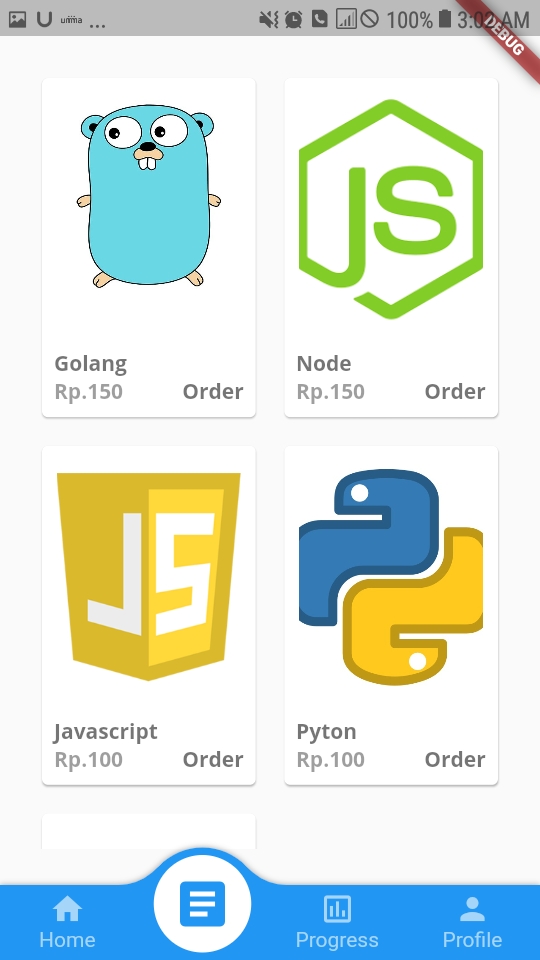 100% 3:02 AM
DEBUG
JS
Golang
Rp.150 Order
Node
Rp.150 Order
JS
Javascript
Rp.100 Order
Pyton
Rp.100 Order
Home
Progress
Profile